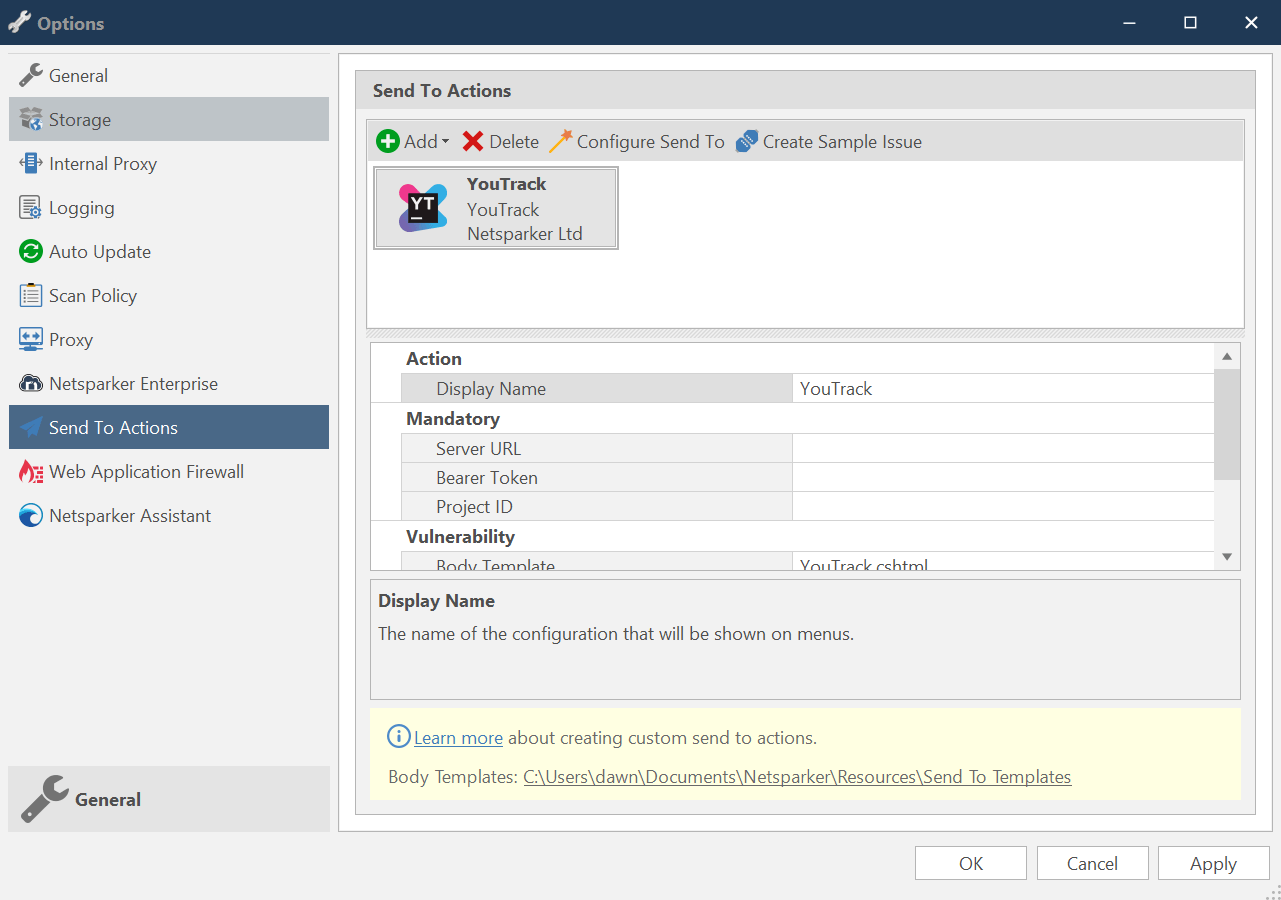 Options
General
Storage
Internal Proxy
Logging
Auto Update
Scan Policy
Proxy
Netsparker Enterprise
Send To Actions
Web Application Firewall
Netsparker Assistant
General
Send To Actions
Add Delete Configure Send To Create Sample Issue
YT
YouTrack
YouTrack
Netsparker Ltd
Action
Display Name YouTrack
Mandatory
Server URL
Bearer Token
Project ID
Vulnerability
Body Template YouTrack.cshtml
Display Name
The name of the configuration that will be shown on menus.
Learn more about creating custom send to actions.
Body Templates: C:\Users\dawn\Documents\Netsparker\Resources\Send To Templates
OK Cancel Apply